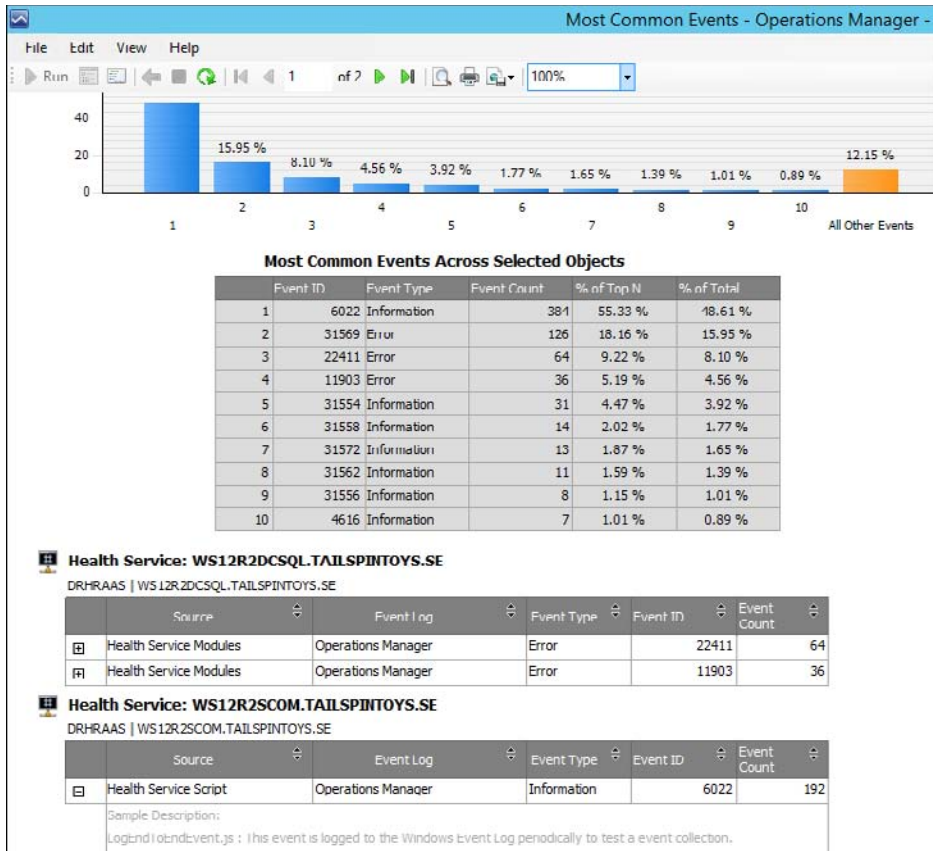 Most Common Events - Operations Manager -
File Edit View Help
Run 1 of 2 100%
40
20
0
15.95 % 8.10 % 4.56 % 3.92 % 1.77 % 1.65 % 1.39 % 1.01 % 0.89 % 12.15 %
1 2 3 4 5 6 7 8 9 10 All Other Events
Most Common Events Across Selected Objects
Event ID Event Type Event Count % of Top N % of Total
1 6022 Information 384 55.33 % 48.61 %
2 31569 Error 126 18.16 % 15.95 %
3 22411 Error 64 9.22 % 8.10 %
4 11903 Error 36 5.19 % 4.56 %
5 31554 Information 31 4.47 % 3.92 %
6 31558 Information 14 2.02 % 1.77 %
7 31572 Information 13 1.87 % 1.65 %
8 31562 Information 11 1.59 % 1.39 %
9 31556 Information 8 1.15 % 1.01 %
10 4616 Information 7 1.01 % 0.89 %
Health Service: WS12R2DCSQL.TAILSPINTOYS.SE
DRHRAAS | WS12R2DCSQL.TAILSPINTOYS.SE
Source Event Log Event Type Event ID Event Count
Health Service Modules Operations Manager Error 22411 64
Health Service Modules Operations Manager Error 11903 36
Health Service: WS12R2SCOM.TAILSPINTOYS.SE
DRHRAAS | WS12R2SCOM.TAILSPINTOYS.SE
Source Event Log Event Type Event ID Event Count
Health Service Script Operations Manager Information 6022 192
Sample Description:
LogEndToEndEvent.js : This event is logged to the Windows Event Log periodically to test a event collection.